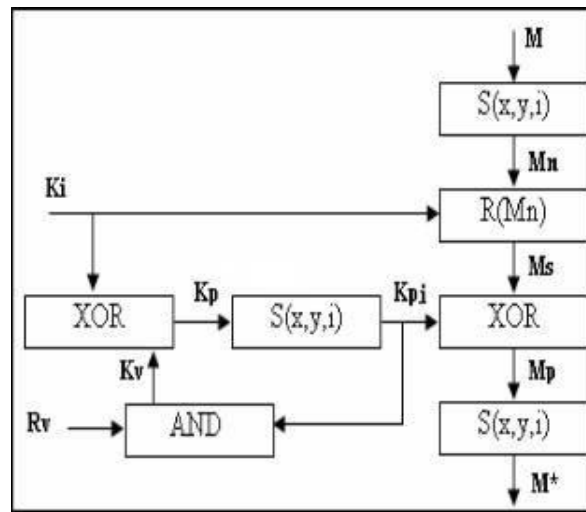 M
S(x,y,i)
Mn
Ki
R(Mn)
Ms
Kp
Kpi
XOR
S(x,y,i)
XOR
Kv
Mp
Rv
AND
S(x,y,i)
M*